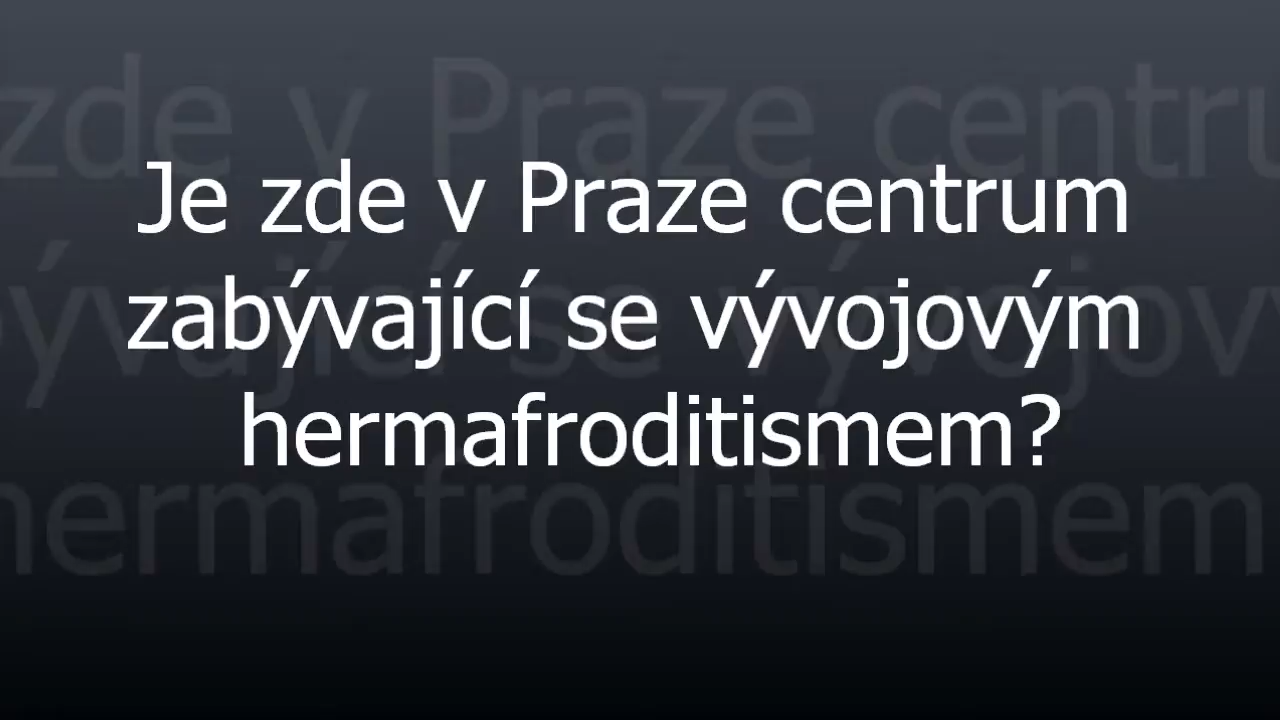 Je zde v Praze centrum
zabývající se vývojovým
hermafroditismem?